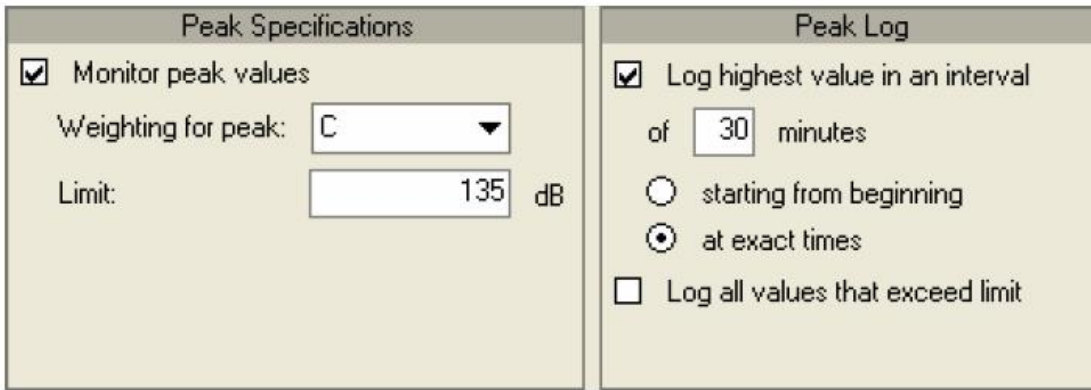 Peak Specifications
Monitor peak values
Weighting for peak: C
Limit: 135 dB
Peak Log
Log highest value in an interval
of 30 minutes
starting from beginning
at exact times
Log all values that exceed limit